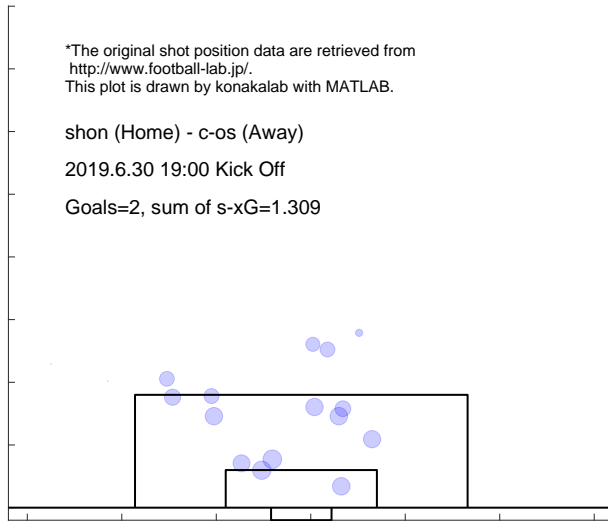 *The original shot position data are retrieved from
http://www.football-lab.jp/.
This plot is drawn by konakalab with MATLAB.
shon (Home) - c-os (Away)
2019.6.30 19:00 Kick Off
Goals=2, sum of s-xG=1.309